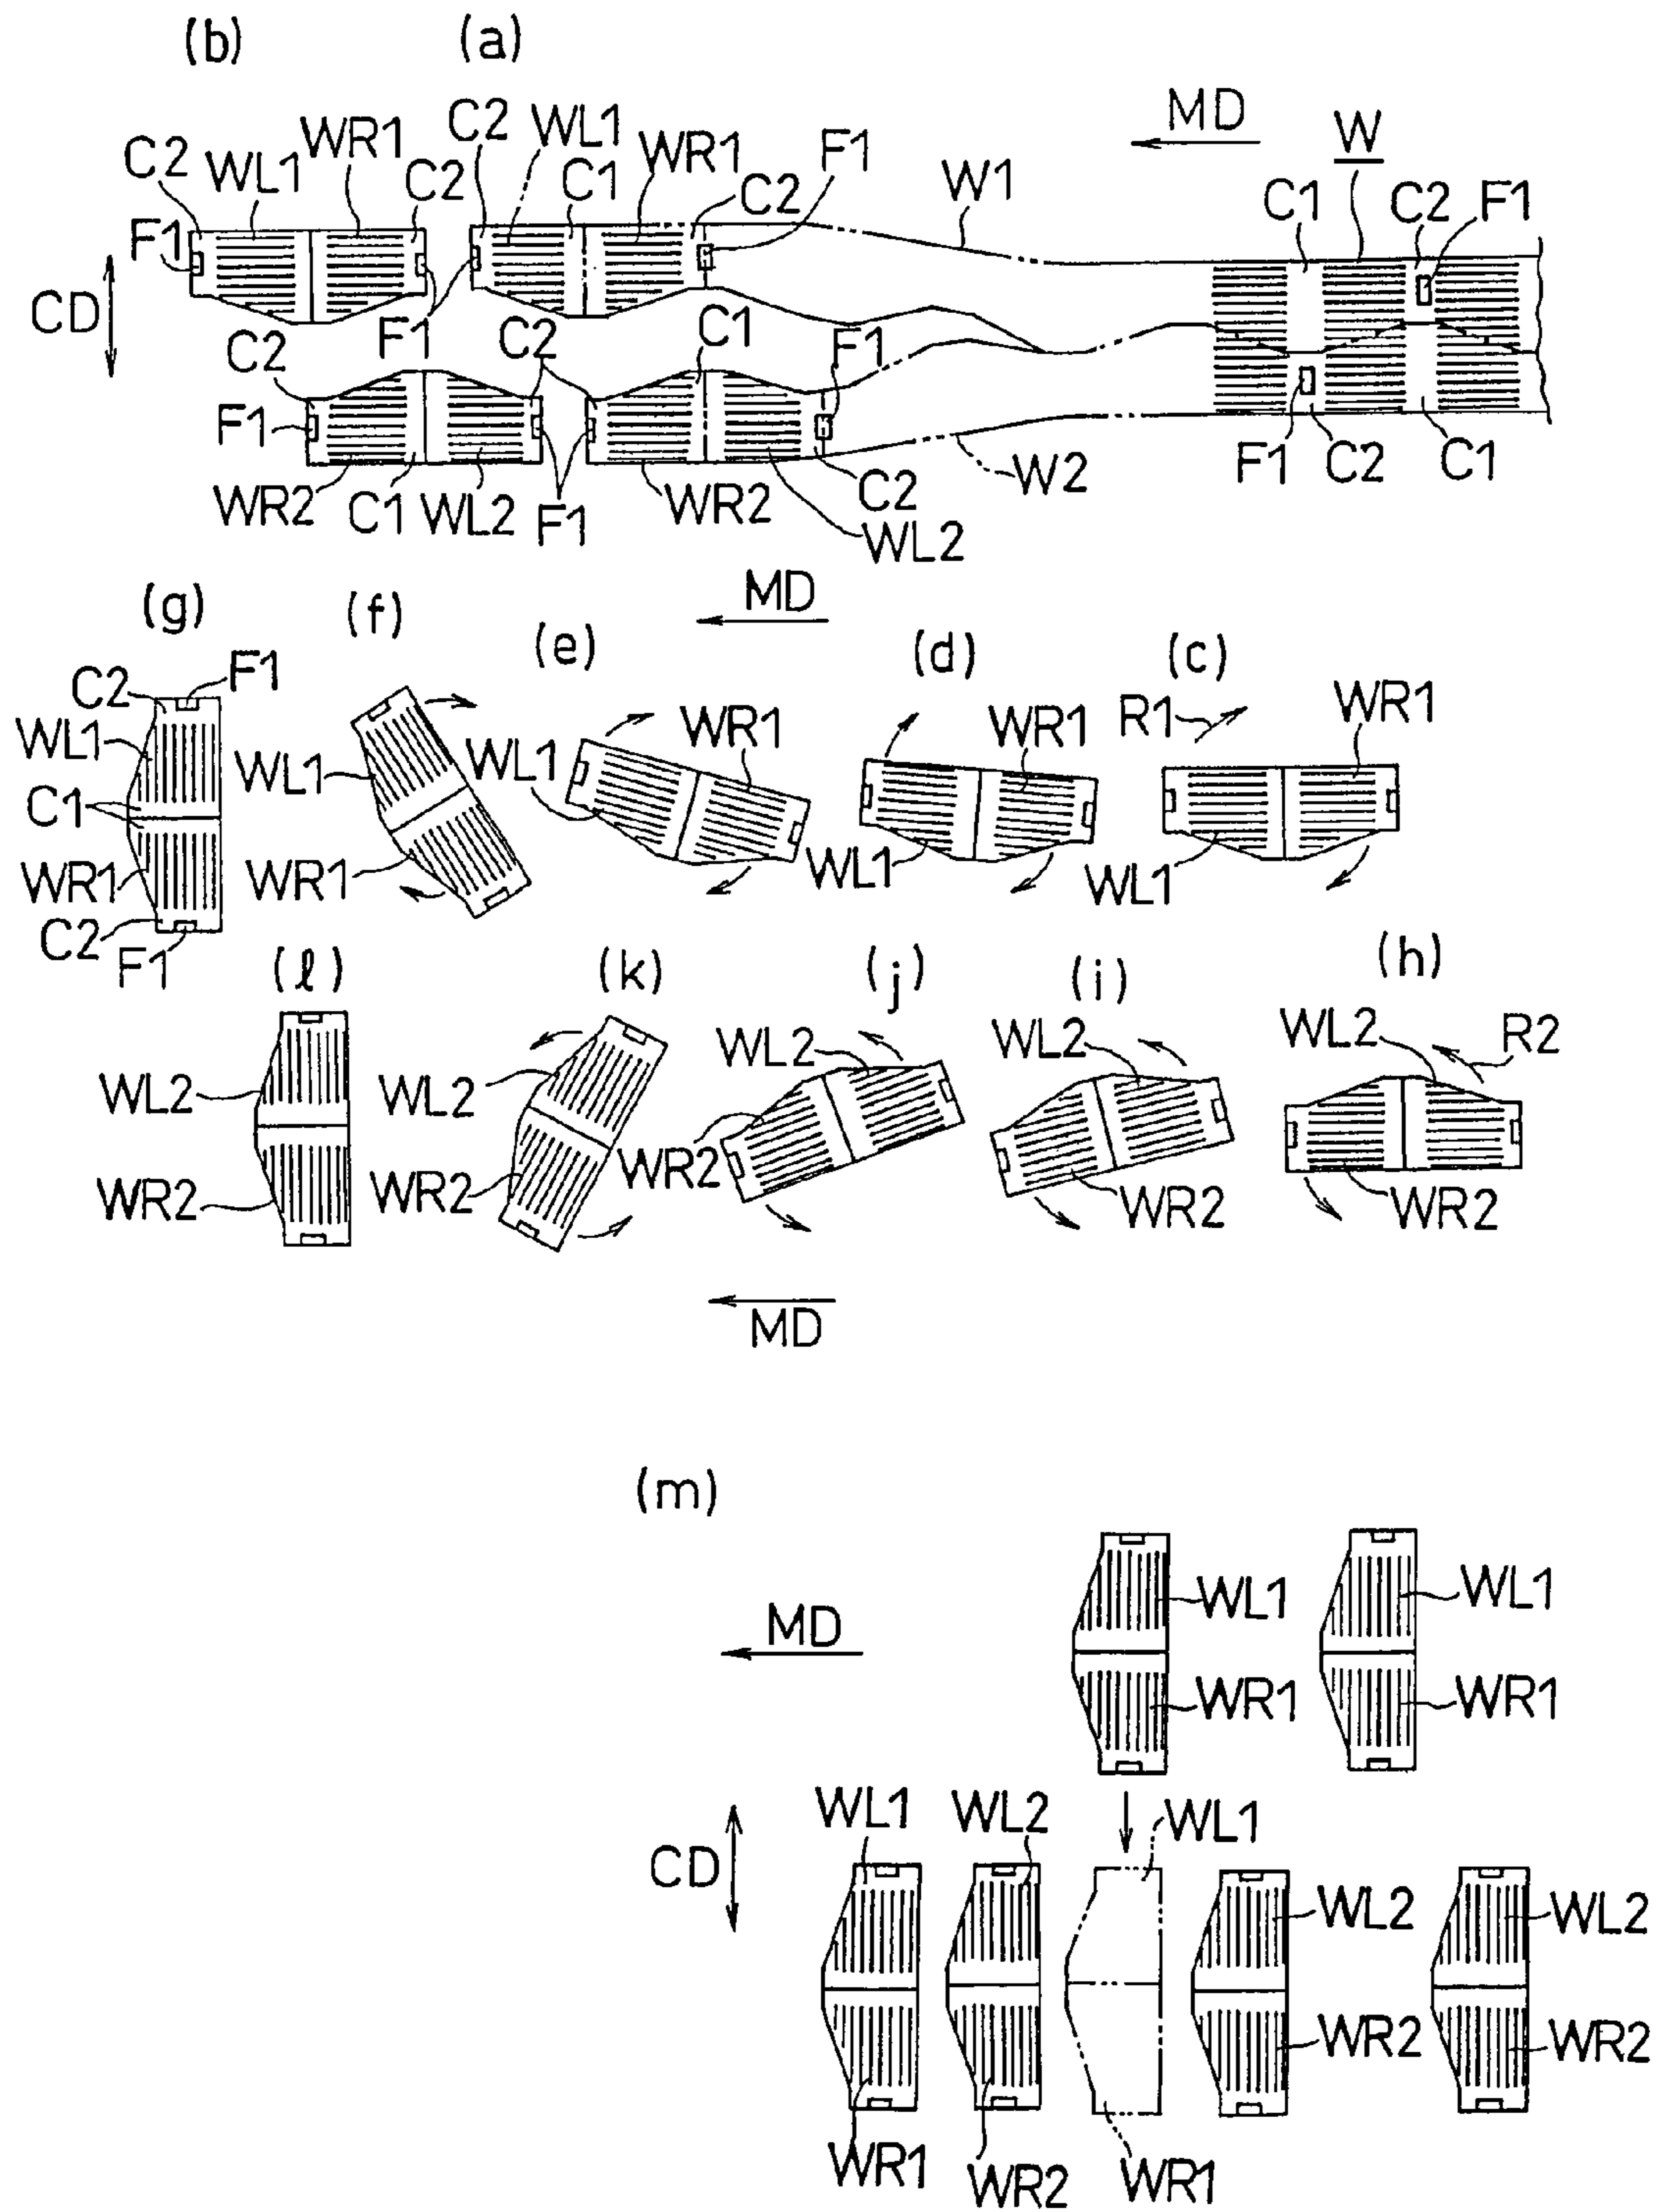 (b) (a)
MD W
C2 WL1 WR1 C2 C2 WL1 C1 WR1 C2 F1 W1 C1 C2 F1
F1
CD
F1
C2 C2 C1 F1
F1
WR2 C1 WL2 F1 WR2 C2 WL2 W2 F1 C2 C1
MD
(g) (f) (e) (d) (c)
C2 F1 WR1 WR1 R1 WR1
WL1 WL1 WL1
C1
WR1 WR1 WL1 WL1
C2 F1
(ℓ) (k) (j) (i) (h)
WL2 WL2 WL2 WL2 WL2 R2
WR2 WR2 WR2 WR2 WR2
MD
(m)
MD WL1 WL1
WR1 WR1
CD WL1 WL2 WL1
WL2 WL2
WR2 WR2
WR1 WR2 WR1